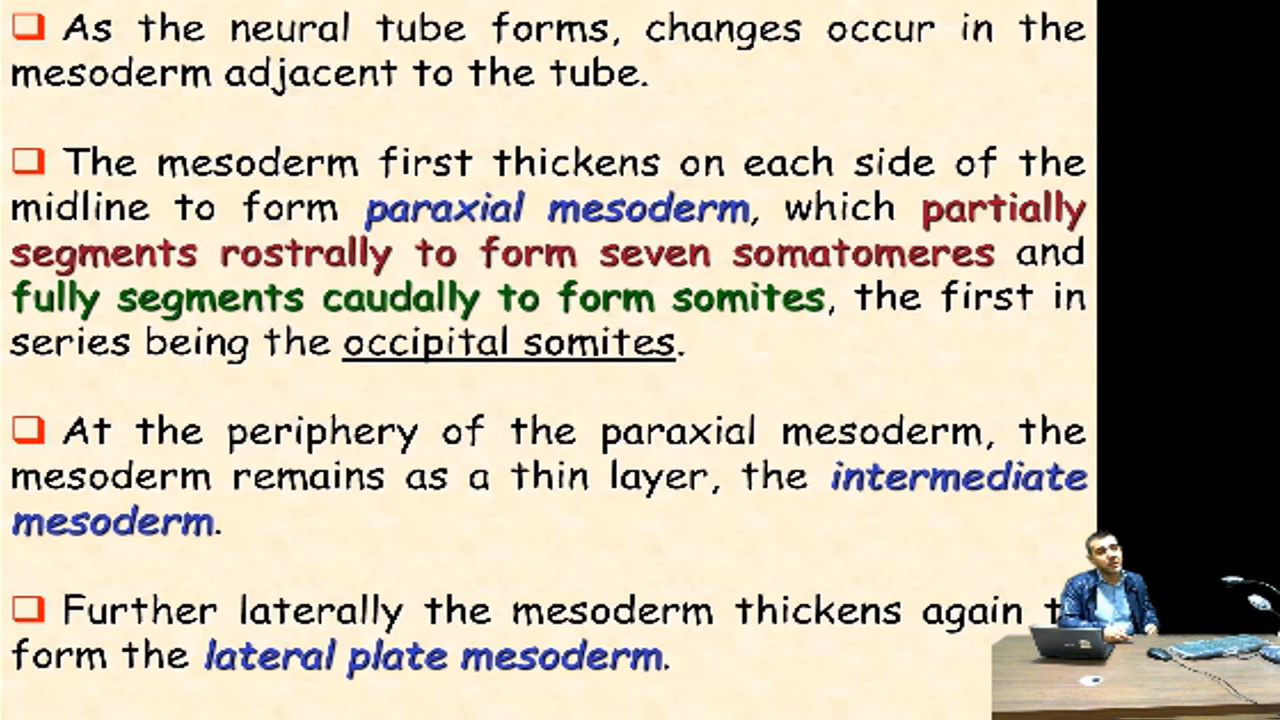 As the neural tube forms, changes occur in the
mesoderm adjacent to the tube.
The mesoderm first thickens on each side of the
midline to form paraxial mesoderm, which partially
segments rostrally to form seven somatomeres and
fully segments caudally to form somites, the first in
series being the occipital somites.
At the periphery of the paraxial mesoderm, the
mesoderm remains as a thin layer, the intermediate
mesoderm.
Further laterally the mesoderm thickens again t
form the lateral plate mesoderm.